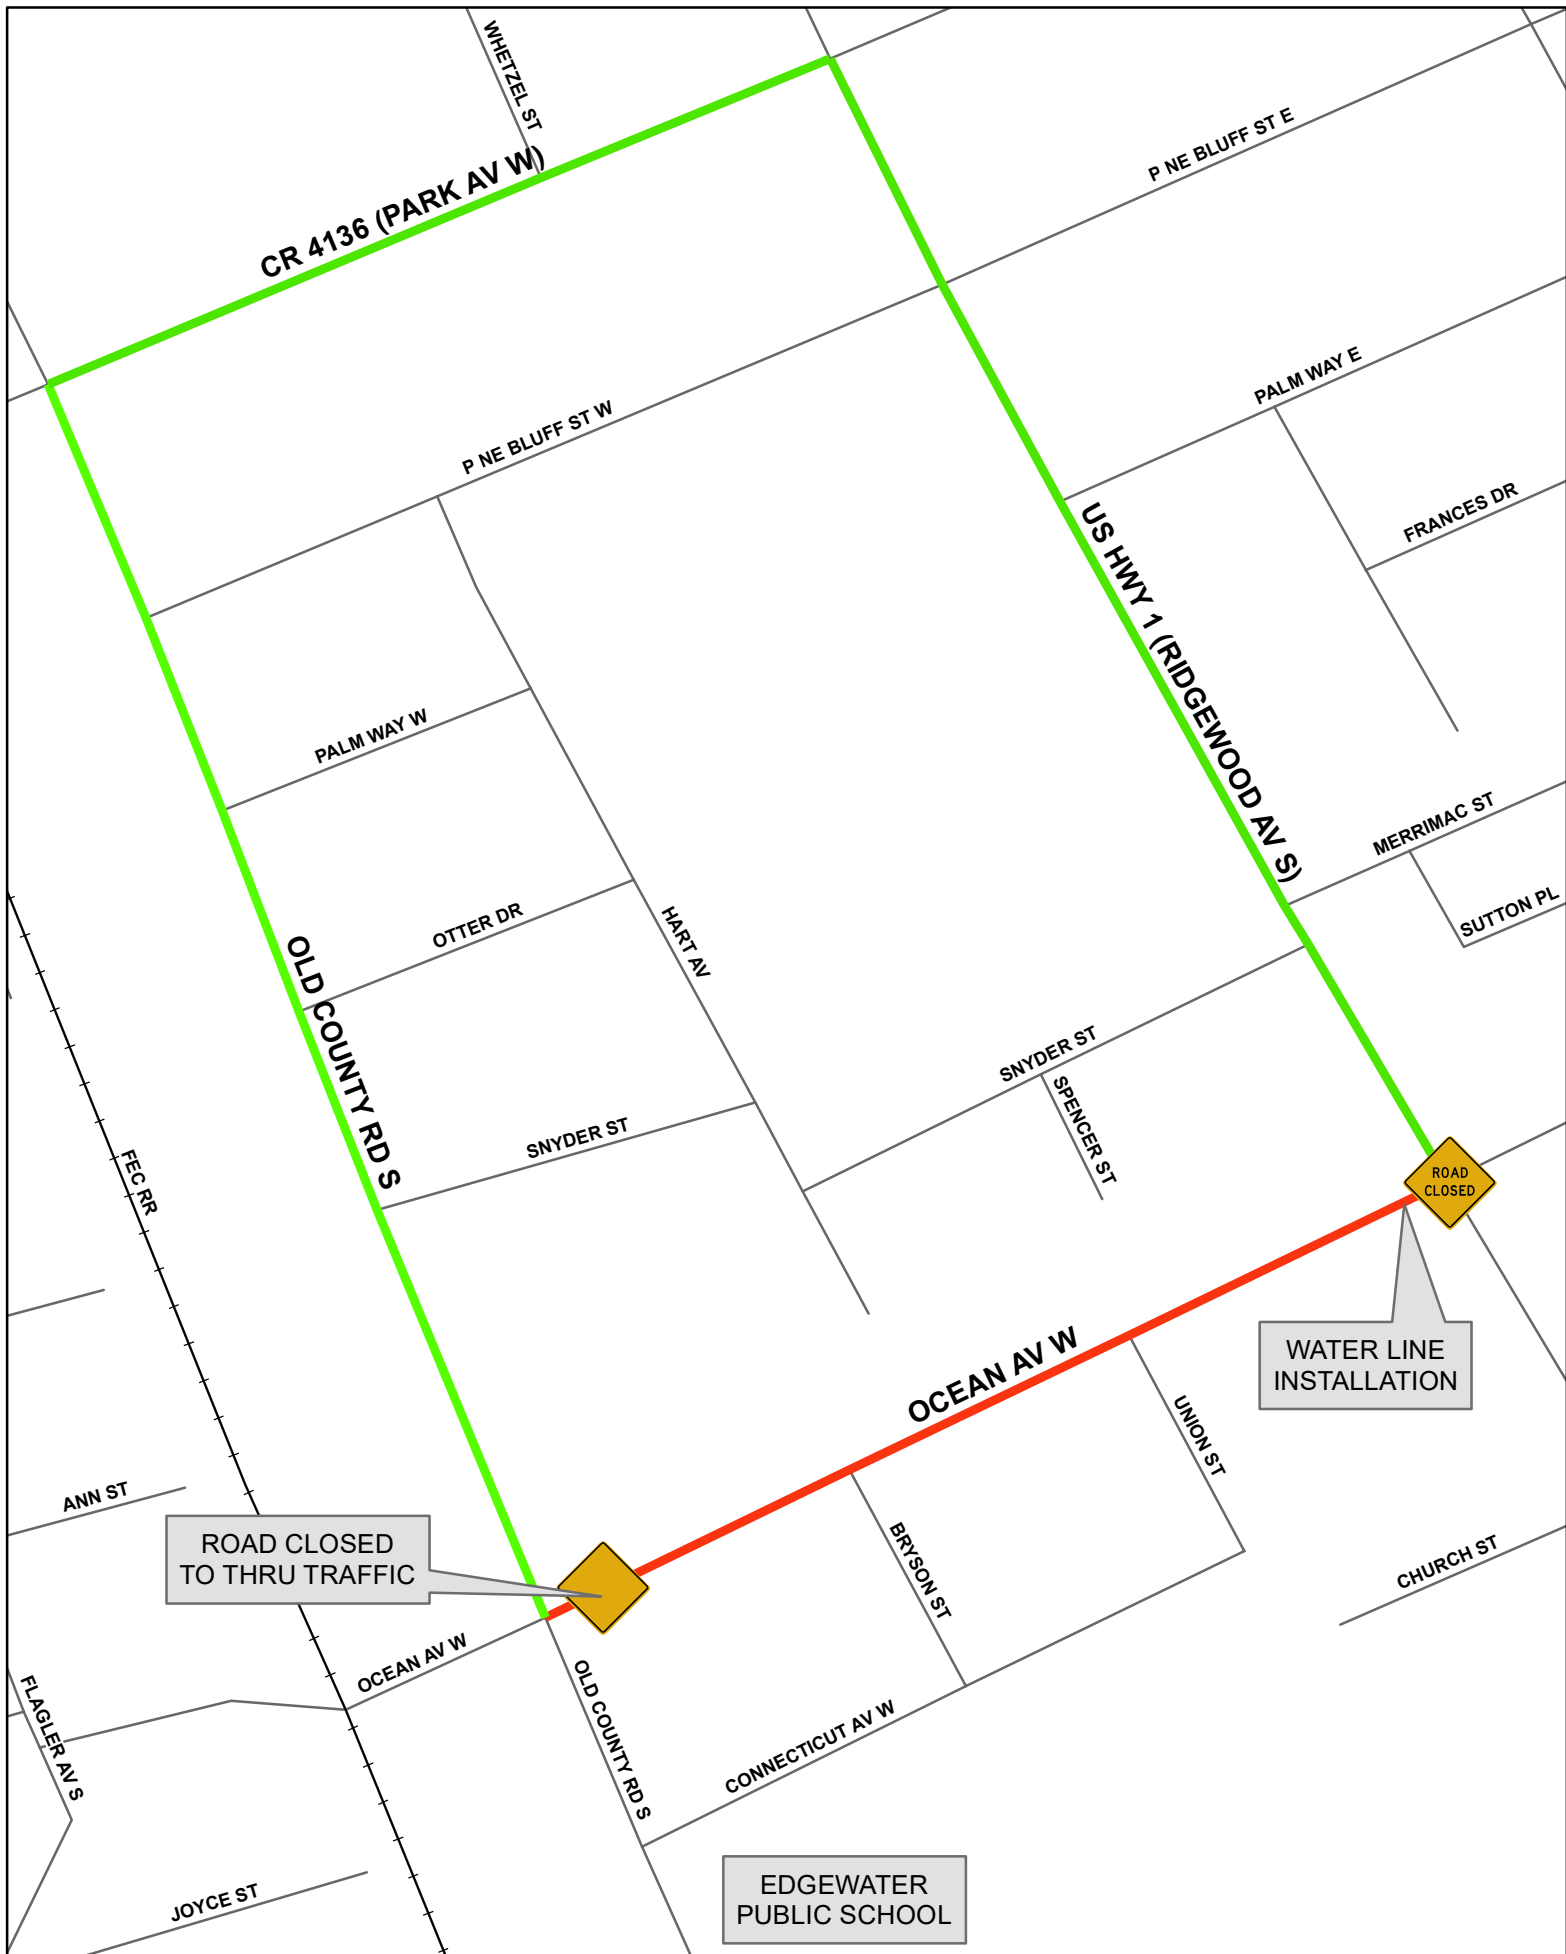 WHETZEL ST
CR 4136 (PARK AV W)
P NE BLUFF ST E
P NE BLUFF ST W
PALM WAY E
FRANCES DR
US HWY 1 (RIDGEWOOD AV S)
PALM WAY W
MERRIMAC ST
SUTTON PL
OTTER DR
HART AV
OLD COUNTY RD S
SNYDER ST
SPENCER ST
SNYDER ST
FEC RR
ROAD
CLOSED
WATER LINE
INSTALLATION
OCEAN AV W
UNION ST
ANN ST
ROAD CLOSED
TO THRU TRAFFIC
BRYSON ST
CHURCH ST
OCEAN AV W
OLD COUNTY RD S
FLAGLER AV S
CONNECTICUT AV W
JOYCE ST
EDGEWATER
PUBLIC SCHOOL